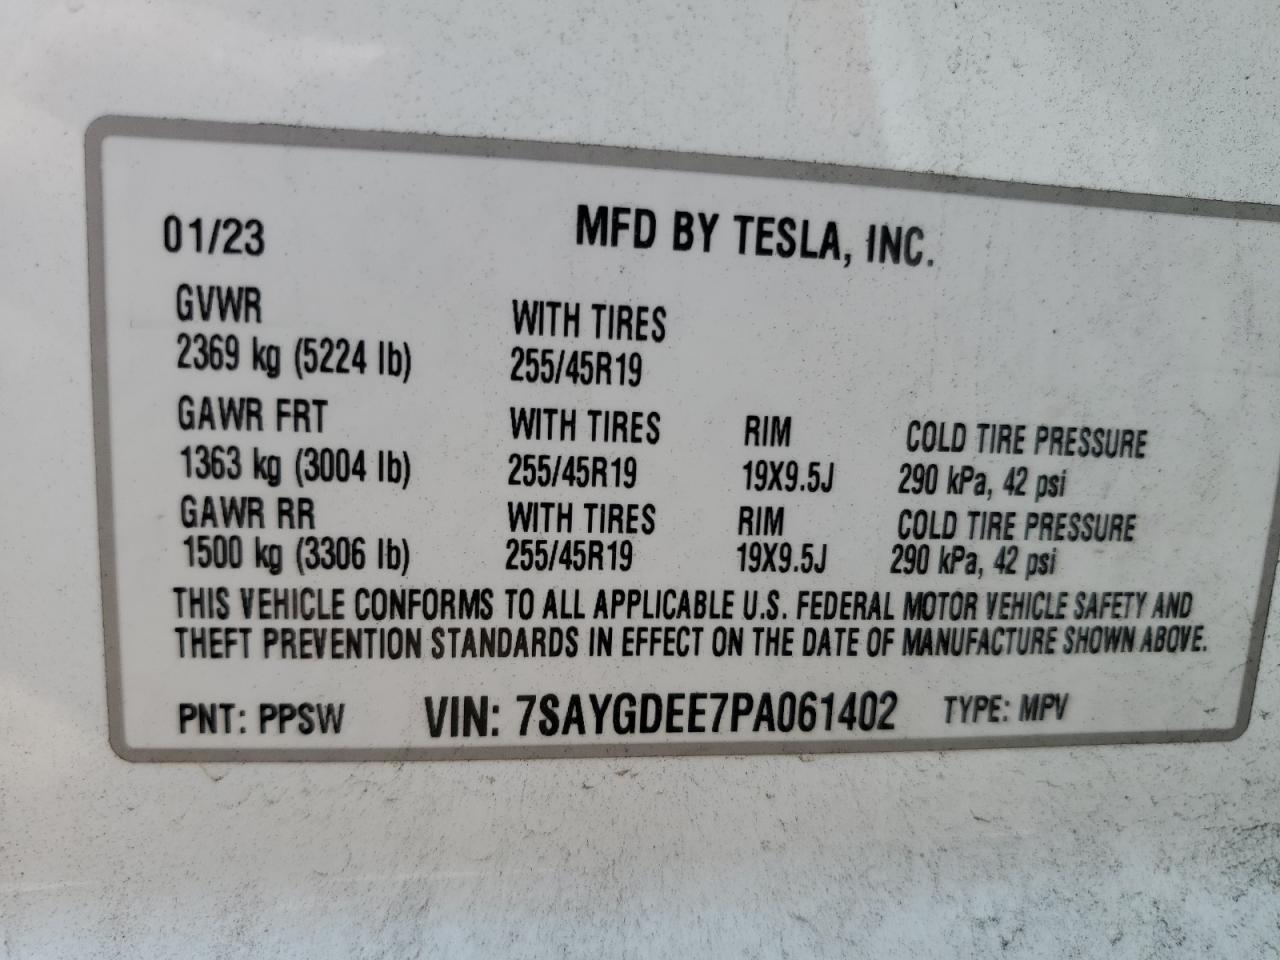 01/23 MFD BY TESLA, INC.
GVWR WITH TIRES
2369 kg (5224 lb) 255/45R19
GAWR FRT WITH TIRES RIM COLD TIRE PRESSURE
1363 kg (3004 lb) 255/45R19 19X9.5J 290 kPa, 42 psi
GAWR RR WITH TIRES RIM COLD TIRE PRESSURE
1500 kg (3306 lb) 255/45R19 19X9.5J 290 kPa, 42 psi
THIS VEHICLE CONFORMS TO ALL APPLICABLE U.S. FEDERAL MOTOR VEHICLE SAFETY AND
THEFT PREVENTION STANDARDS IN EFFECT ON THE DATE OF MANUFACTURE SHOWN ABOVE.
PNT: PPSW VIN: 7SAYGDEE7PA061402 TYPE: MPV